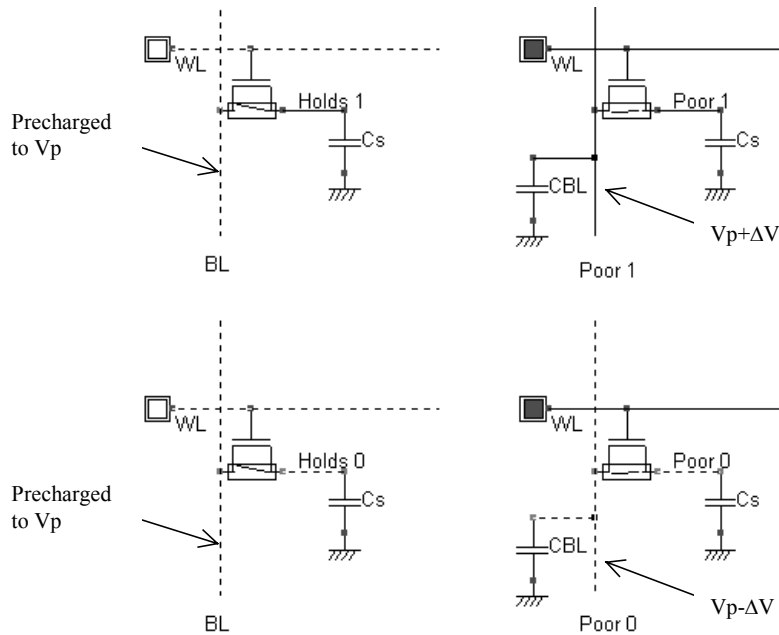 WL
WL
Holds 1
Poor 1
Precharged
to Vp
Cs
Cs
CBL
Vp+ΔV
BL
Poor 1
WL
WL
Holds 0
Poor 0
Precharged
to Vp
Cs
Cs
CBL
Vp-ΔV
BL
Poor 0